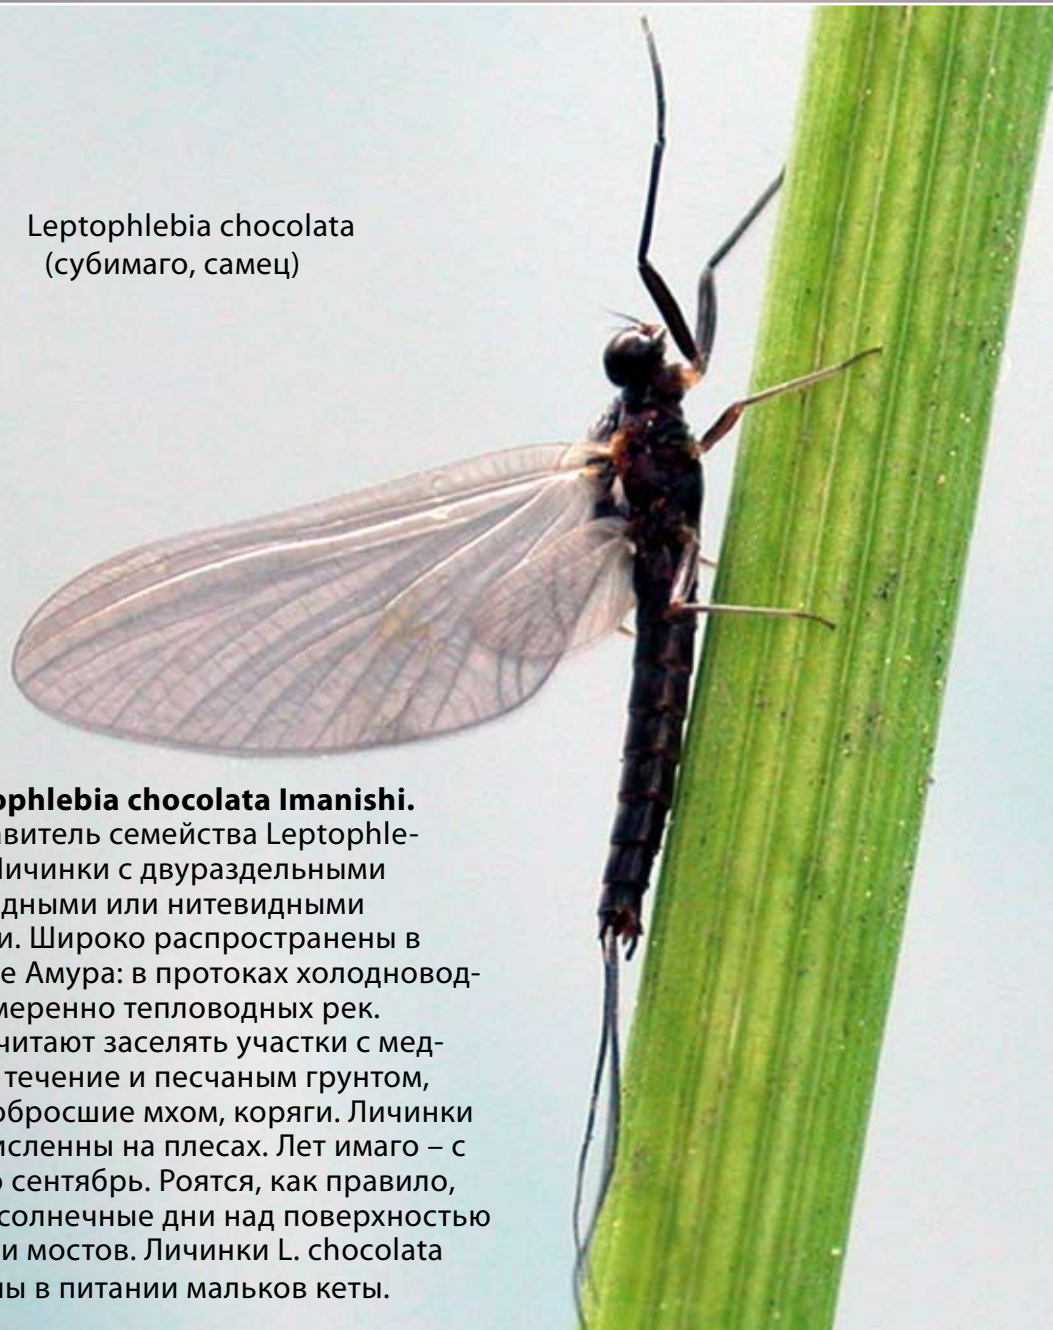 Leptophlebia chocolata
(субимаго, самец)
ophlebia chocolata Imanishi.
авитель семейства Leptophle-
Личинки с двураздельными
дными или нитевидными
и. Широко распространены в
е Амура: в протоках холодновод-
меренно тепловодных рек.
читают заселять участки с мед-
течение и песчаным грунтом,
обросшие мхом, коряги. Личинки
исленны на плесах. Лет имаго – с
о сентябрь. Роятся, как правило,
солнечные дни над поверхностью
и мостов. Личинки L. chocolata
ны в питании мальков кеты.